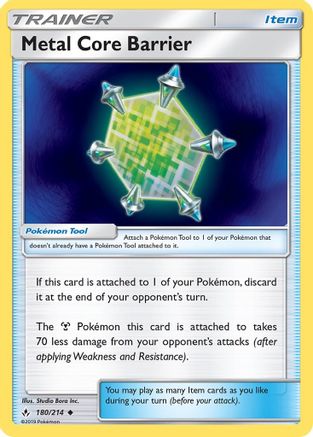 TRAINER
Item
Metal Core Barrier
Pokémon Tool
Attach a Pokémon Tool to 1 of your Pokémon that
doesn't already have a Pokémon Tool attached to it.
If this card is attached to 1 of your Pokémon, discard
it at the end of your opponent's turn.
The Pokémon this card is attached to takes
70 less damage from your opponent's attacks (after
applying Weakness and Resistance).
You may play as many Item cards as you like
during your turn (before your attack).
Illus. Studio Bora Inc.
180/214
©2019 Pokémon